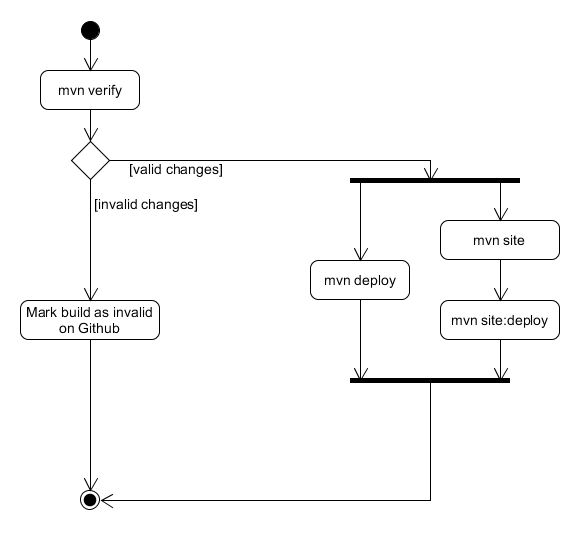 mvn verify
[valid changes]
[invalid changes]
mvn site
mvn deploy
mvn site:deploy
Mark build as invalid
on Github